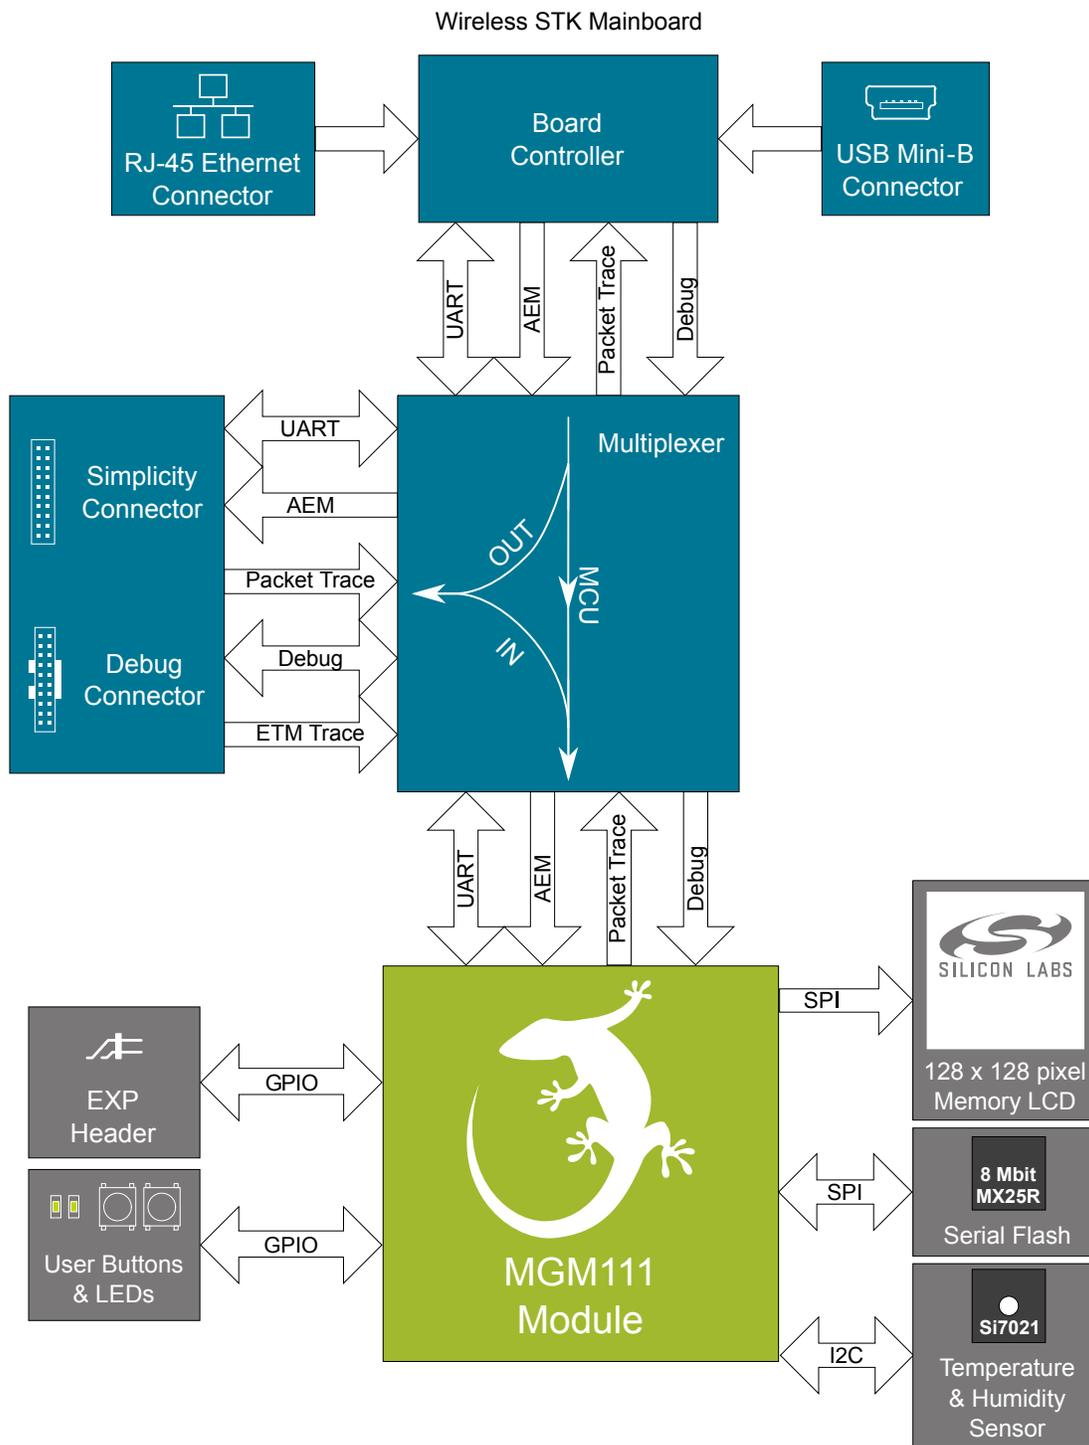 Wireless STK Mainboard
RJ-45 Ethernet
Connector
Board
Controller
USB Mini-B
Connector
UART
AEM
Packet Trace
Debug
Simplicity
Connector
Debug
Connector
UART
AEM
Packet Trace
Debug
ETM Trace
Multiplexer
OUT
MCU
IN
UART
AEM
Packet Trace
Debug
EXP
Header
GPIO
User Buttons
& LEDs
GPIO
MGM111
Module
SPI
SILICON LABS
128 x 128 pixel
Memory LCD
SPI
8 Mbit
MX25R
Serial Flash
I2C
Si7021
Temperature
& Humidity
Sensor